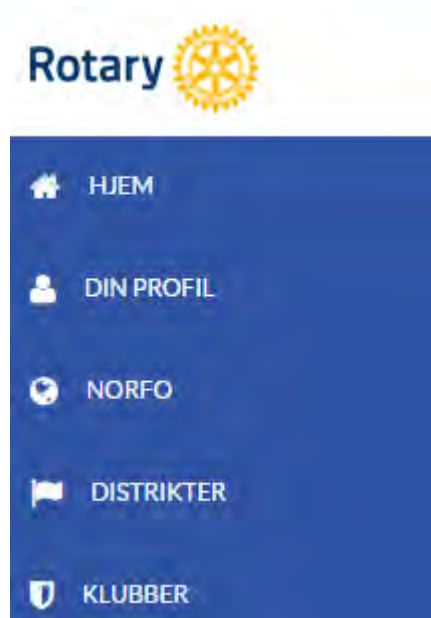 Rotary
HJEM
DIN PROFIL
NORFO
DISTRIKTER
KLUBBER